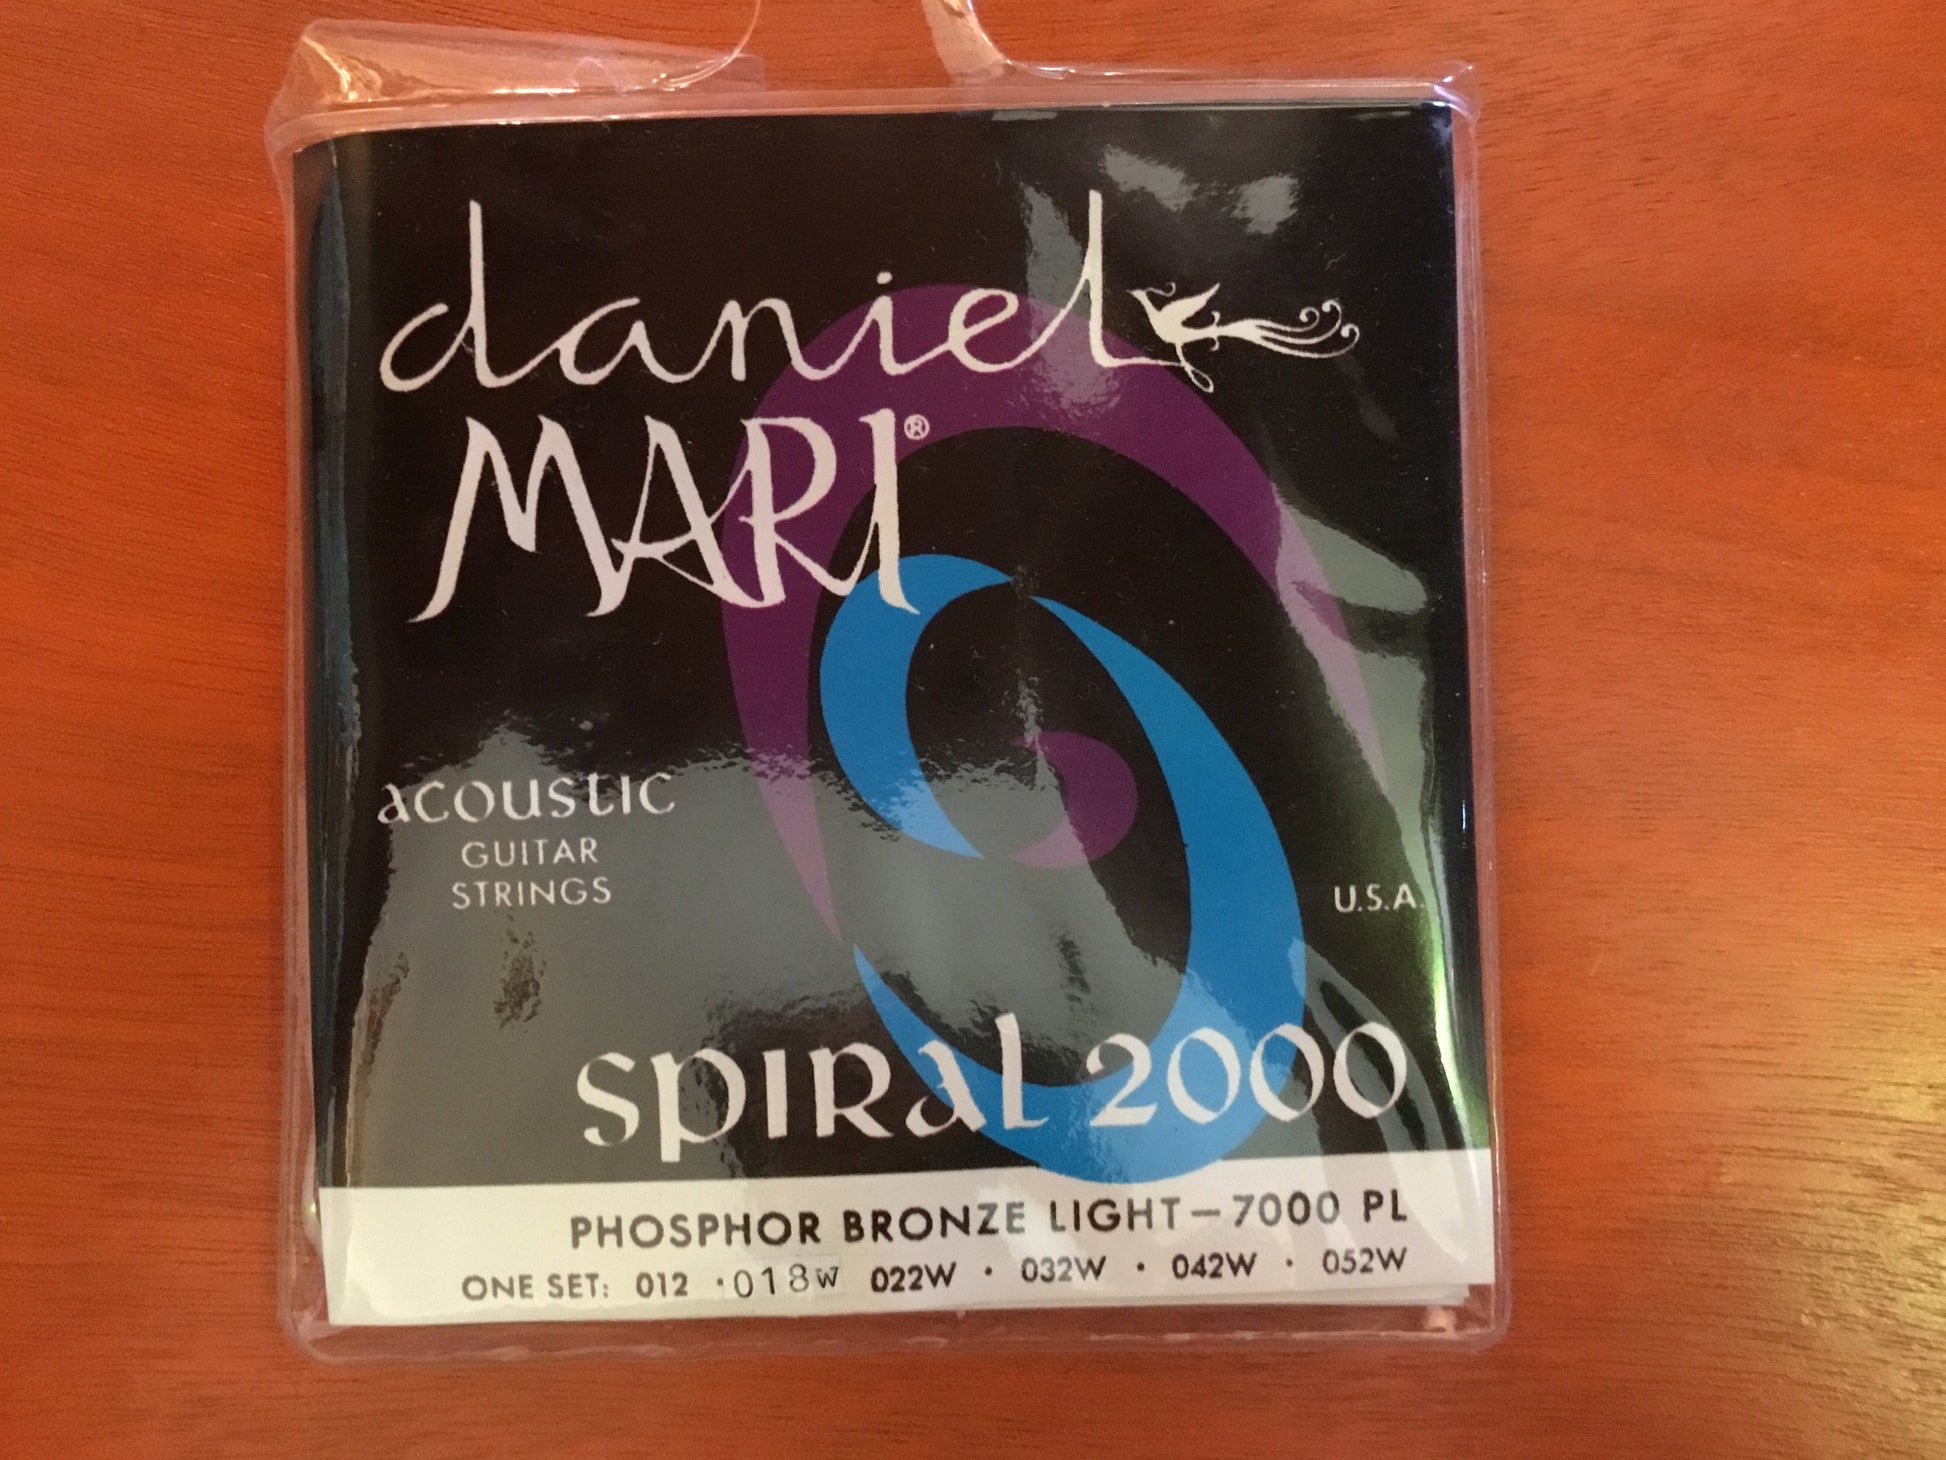 daniel
MARI®
acoustic
GUITAR
STRINGS
U.S.A.
spiral 2000
PHOSPHOR BRONZE LIGHT—7000 PL
ONE SET: 012 · 018W 022W · 032W · 042W · 052W